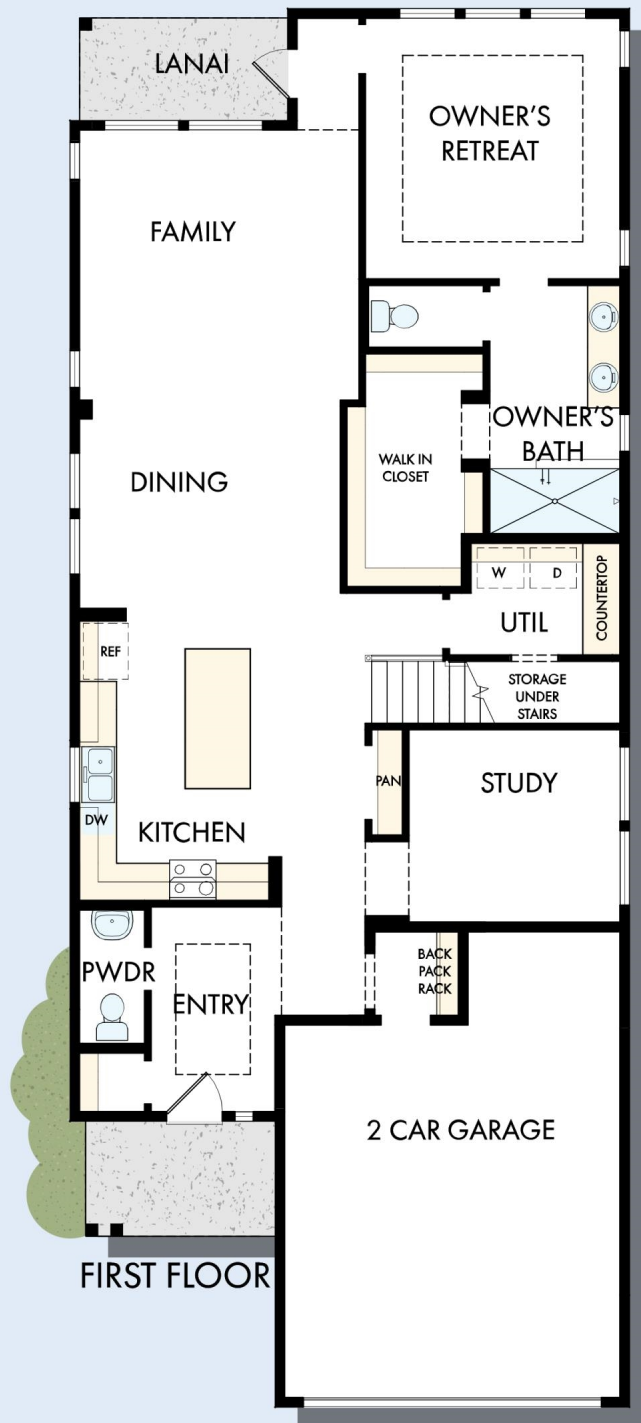 LANAI
OWNER'S
RETREAT
FAMILY
OWNER'S
BATH
WALK IN
CLOSET
DINING
W
D
COUNTERTOP
UTIL
REF
STORAGE
UNDER
STAIRS
PAN
STUDY
DW
KITCHEN
BACK
PACK
RACK
PWDR
ENTRY
2 CAR GARAGE
FIRST FLOOR